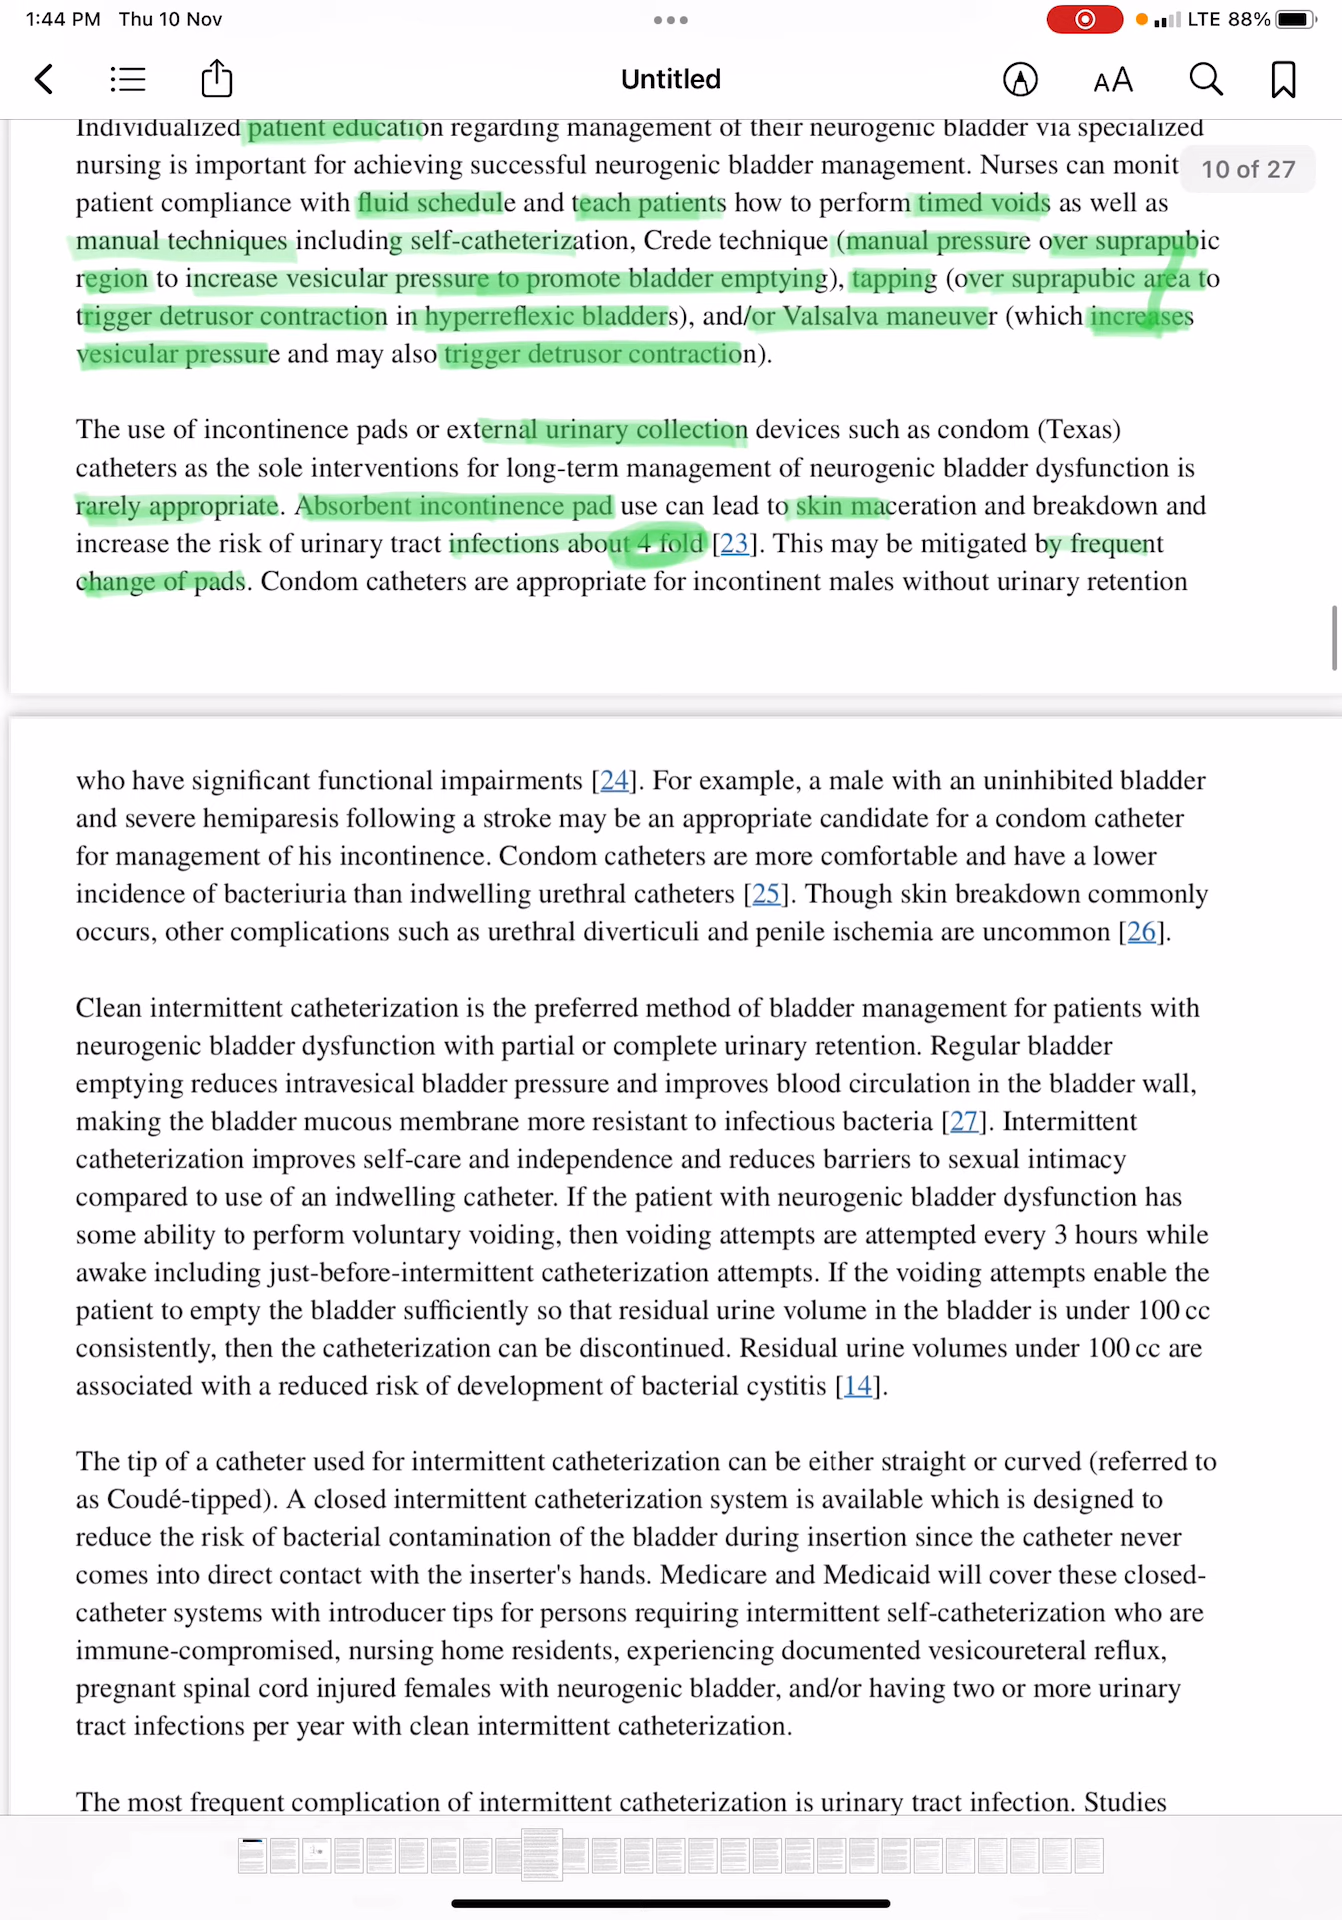 1:44 PM Thu 10 Nov
LTE 88%
Untitled
Individualized patient education regarding management of their neurogenic bladder via specialized
nursing is important for achieving successful neurogenic bladder management. Nurses can monit
10 of 27
patient compliance with fluid schedule and teach patients how to perform timed voids as well as
manual techniques including self-catheterization, Crede technique (manual pressure over suprapubic
region to increase vesicular pressure to promote bladder emptying), tapping (over suprapubic area to
trigger detrusor contraction in hyperreflexic bladders), and/or Valsalva maneuver (which increases
vesicular pressure and may also trigger detrusor contraction).
The use of incontinence pads or external urinary collection devices such as condom (Texas)
catheters as the sole interventions for long-term management of neurogenic bladder dysfunction is
rarely appropriate. Absorbent incontinence pad use can lead to skin maceration and breakdown and
increase the risk of urinary tract infections about 4 fold [23]. This may be mitigated by frequent
change of pads. Condom catheters are appropriate for incontinent males without urinary retention
who have significant functional impairments [24]. For example, a male with an uninhibited bladder
and severe hemiparesis following a stroke may be an appropriate candidate for a condom catheter
for management of his incontinence. Condom catheters are more comfortable and have a lower
incidence of bacteriuria than indwelling urethral catheters [25]. Though skin breakdown commonly
occurs, other complications such as urethral diverticuli and penile ischemia are uncommon [26].
Clean intermittent catheterization is the preferred method of bladder management for patients with
neurogenic bladder dysfunction with partial or complete urinary retention. Regular bladder
emptying reduces intravesical bladder pressure and improves blood circulation in the bladder wall,
making the bladder mucous membrane more resistant to infectious bacteria [27]. Intermittent
catheterization improves self-care and independence and reduces barriers to sexual intimacy
compared to use of an indwelling catheter. If the patient with neurogenic bladder dysfunction has
some ability to perform voluntary voiding, then voiding attempts are attempted every 3 hours while
awake including just-before-intermittent catheterization attempts. If the voiding attempts enable the
patient to empty the bladder sufficiently so that residual urine volume in the bladder is under 100 cc
consistently, then the catheterization can be discontinued. Residual urine volumes under 100 cc are
associated with a reduced risk of development of bacterial cystitis [14].
The tip of a catheter used for intermittent catheterization can be either straight or curved (referred to
as Coudé-tipped). A closed intermittent catheterization system is available which is designed to
reduce the risk of bacterial contamination of the bladder during insertion since the catheter never
comes into direct contact with the inserter's hands. Medicare and Medicaid will cover these closed-
catheter systems with introducer tips for persons requiring intermittent self-catheterization who are
immune-compromised, nursing home residents, experiencing documented vesicoureteral reflux,
pregnant spinal cord injured females with neurogenic bladder, and/or having two or more urinary
tract infections per year with clean intermittent catheterization.
The most frequent complication of intermittent catheterization is urinary tract infection. Studies